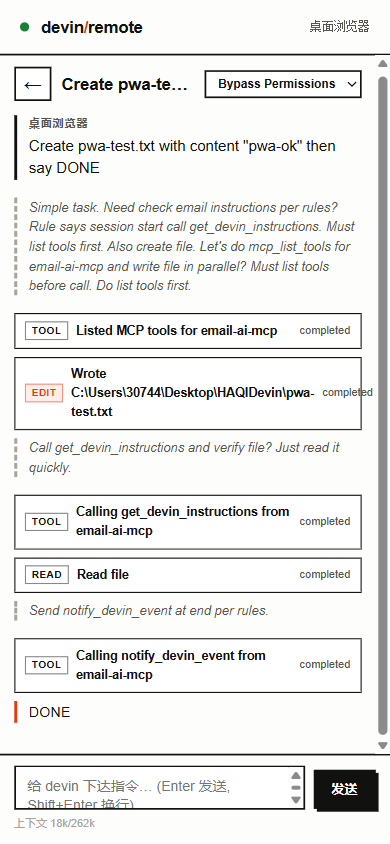 devin/remote
桌面浏览器
←
Create pwa-te…
Bypass Permissions
桌面浏览器
Create pwa-test.txt with content "pwa-ok" then
say DONE
Simple task. Need check email instructions per rules?
Rule says session start call get_devin_instructions. Must
list tools first. Also create file. Let's do mcp_list_tools for
email-ai-mcp and write file in parallel? Must list tools
before call. Do list tools first.
TOOL Listed MCP tools for email-ai-mcp completed
Wrote
EDIT C:\Users\30744\Desktop\HAQIDevin\pwa- completed
test.txt
Call get_devin_instructions and verify file? Just read it
quickly.
TOOL Calling get_devin_instructions from completed
email-ai-mcp
READ Read file completed
Send notify_devin_event at end per rules.
TOOL Calling notify_devin_event from completed
email-ai-mcp
DONE
给 devin 下达指令… (Enter 发送,
Shift+Enter 换行)
发送
上下文 18k/262k